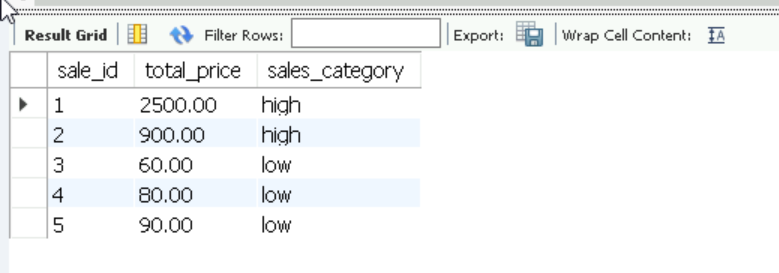 Result Grid Filter Rows: Export: Wrap Cell Content: IA
sale_id total_price sales_category
1 2500.00 high
2 900.00 high
3 60.00 low
4 80.00 low
5 90.00 low